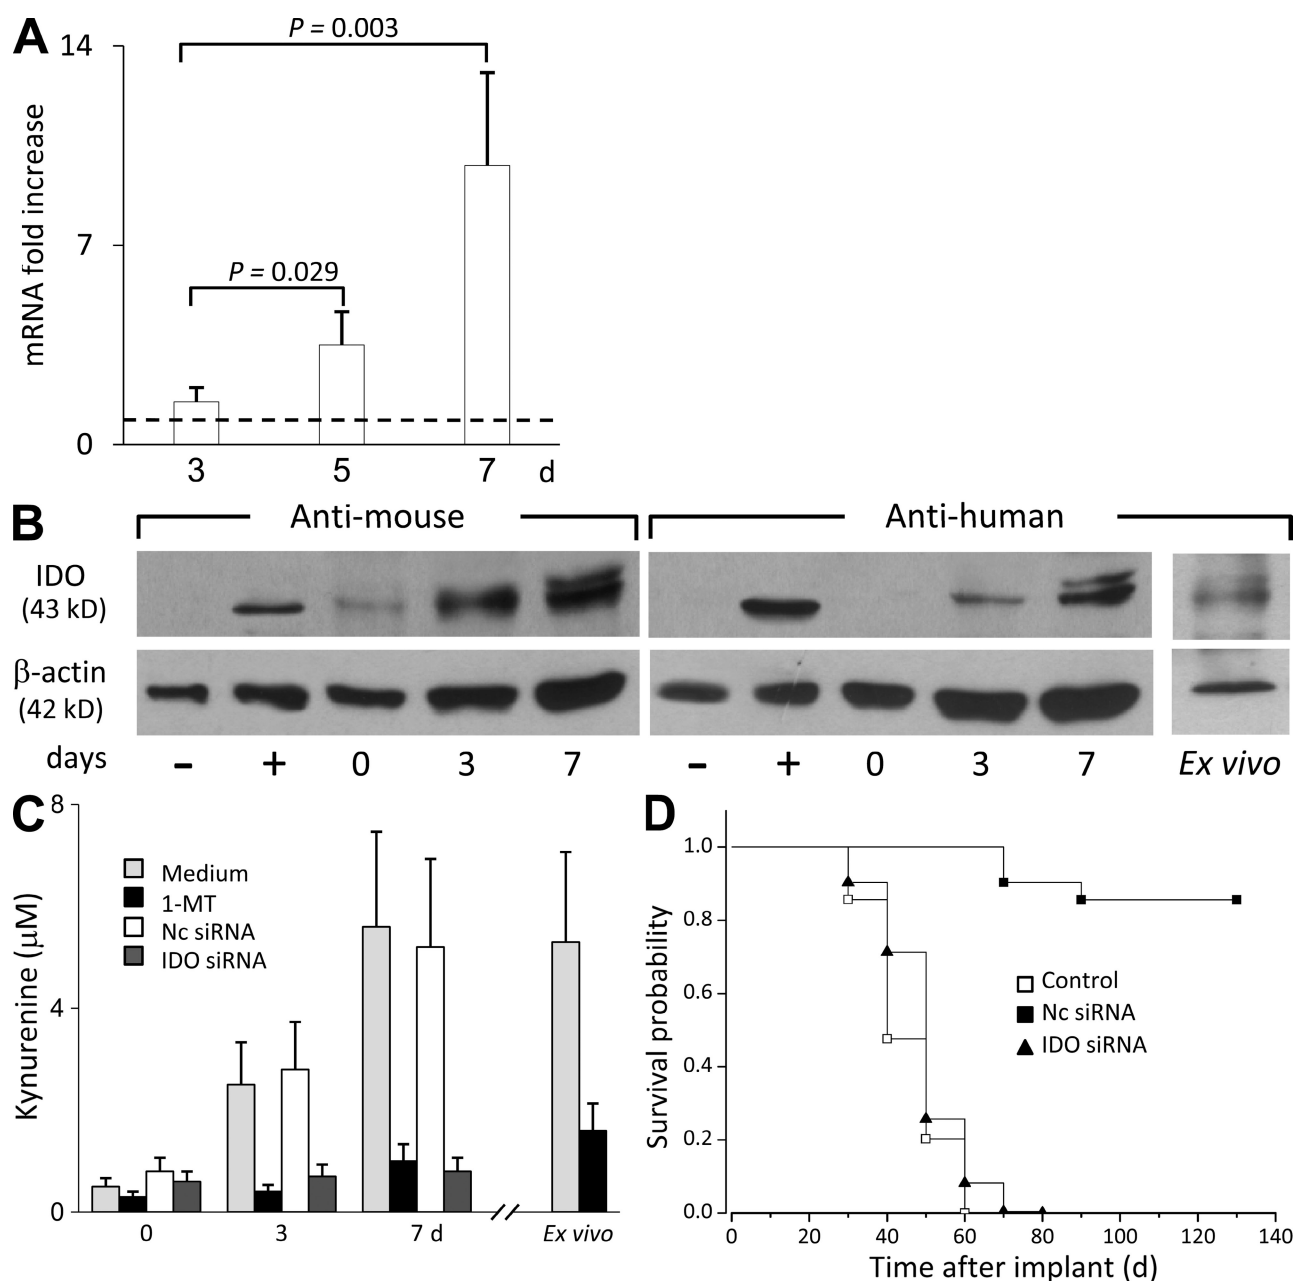 A
14
P = 0.003
mRNA fold increase
7
P = 0.029
0
3 5 7 d
B
Anti-mouse
Anti-human
IDO
(43 kD)
β-actin
(42 kD)
days – + 0 3 7 – + 0 3 7 Ex vivo
C
8
Kynurenine (μM)
Medium
1-MT
Nc siRNA
IDO siRNA
4
0
0 3 7 d Ex vivo
D
Survival probability
1.0
0.8
0.6
0.4
0.2
0.0
Control
Nc siRNA
IDO siRNA
0 20 40 60 80 100 120 140
Time after implant (d)